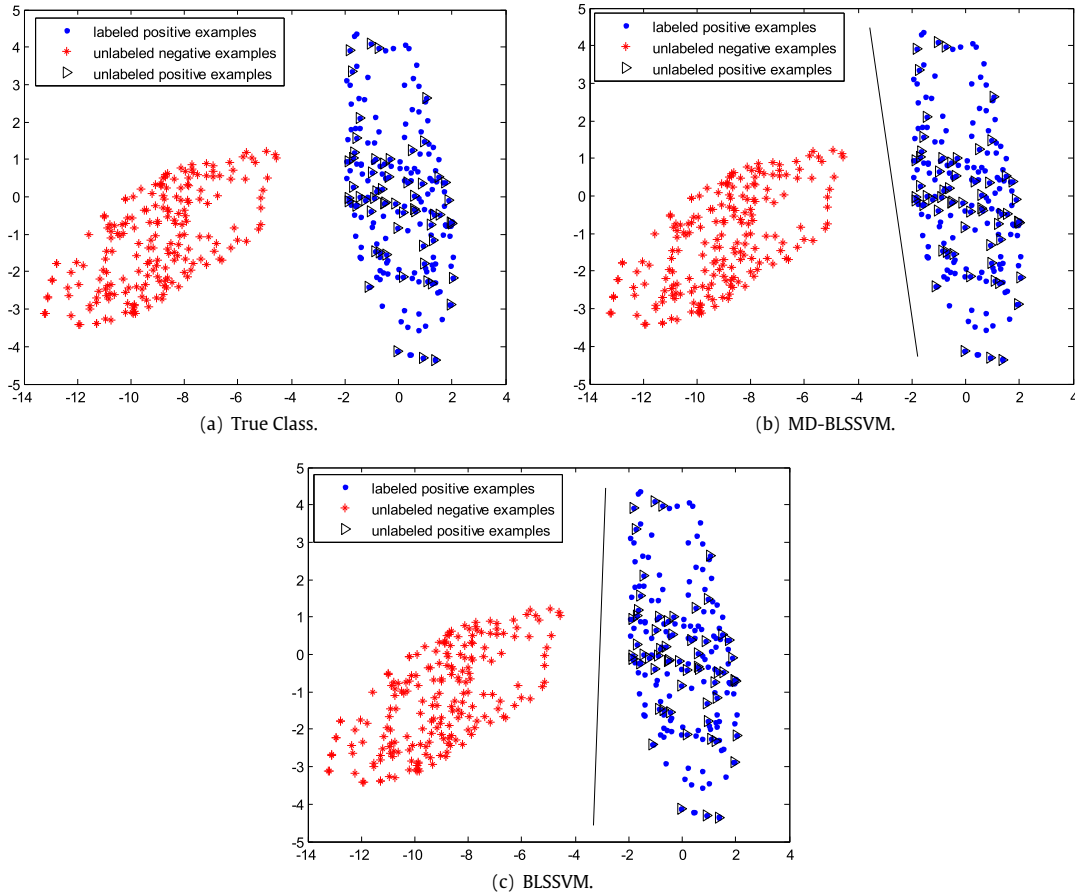 5
4
3
2
1
0
-1
-2
-3
-4
-5
-14 -12 -10 -8 -6 -4 -2 0 2 4
labeled positive examples
unlabeled negative examples
unlabeled positive examples
(a) True Class.
5
4
3
2
1
0
-1
-2
-3
-4
-5
-14 -12 -10 -8 -6 -4 -2 0 2 4
labeled positive examples
unlabeled negative examples
unlabeled positive examples
(b) MD-BLSSVM.
5
4
3
2
1
0
-1
-2
-3
-4
-5
-14 -12 -10 -8 -6 -4 -2 0 2 4
labeled positive examples
unlabeled negative examples
unlabeled positive examples
(c) BLSSVM.